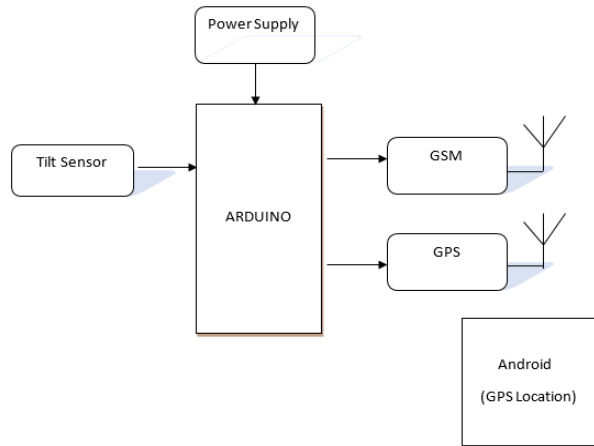 Power Supply
Tilt Sensor
ARDUINO
GSM
GPS
Android
(GPS Location)